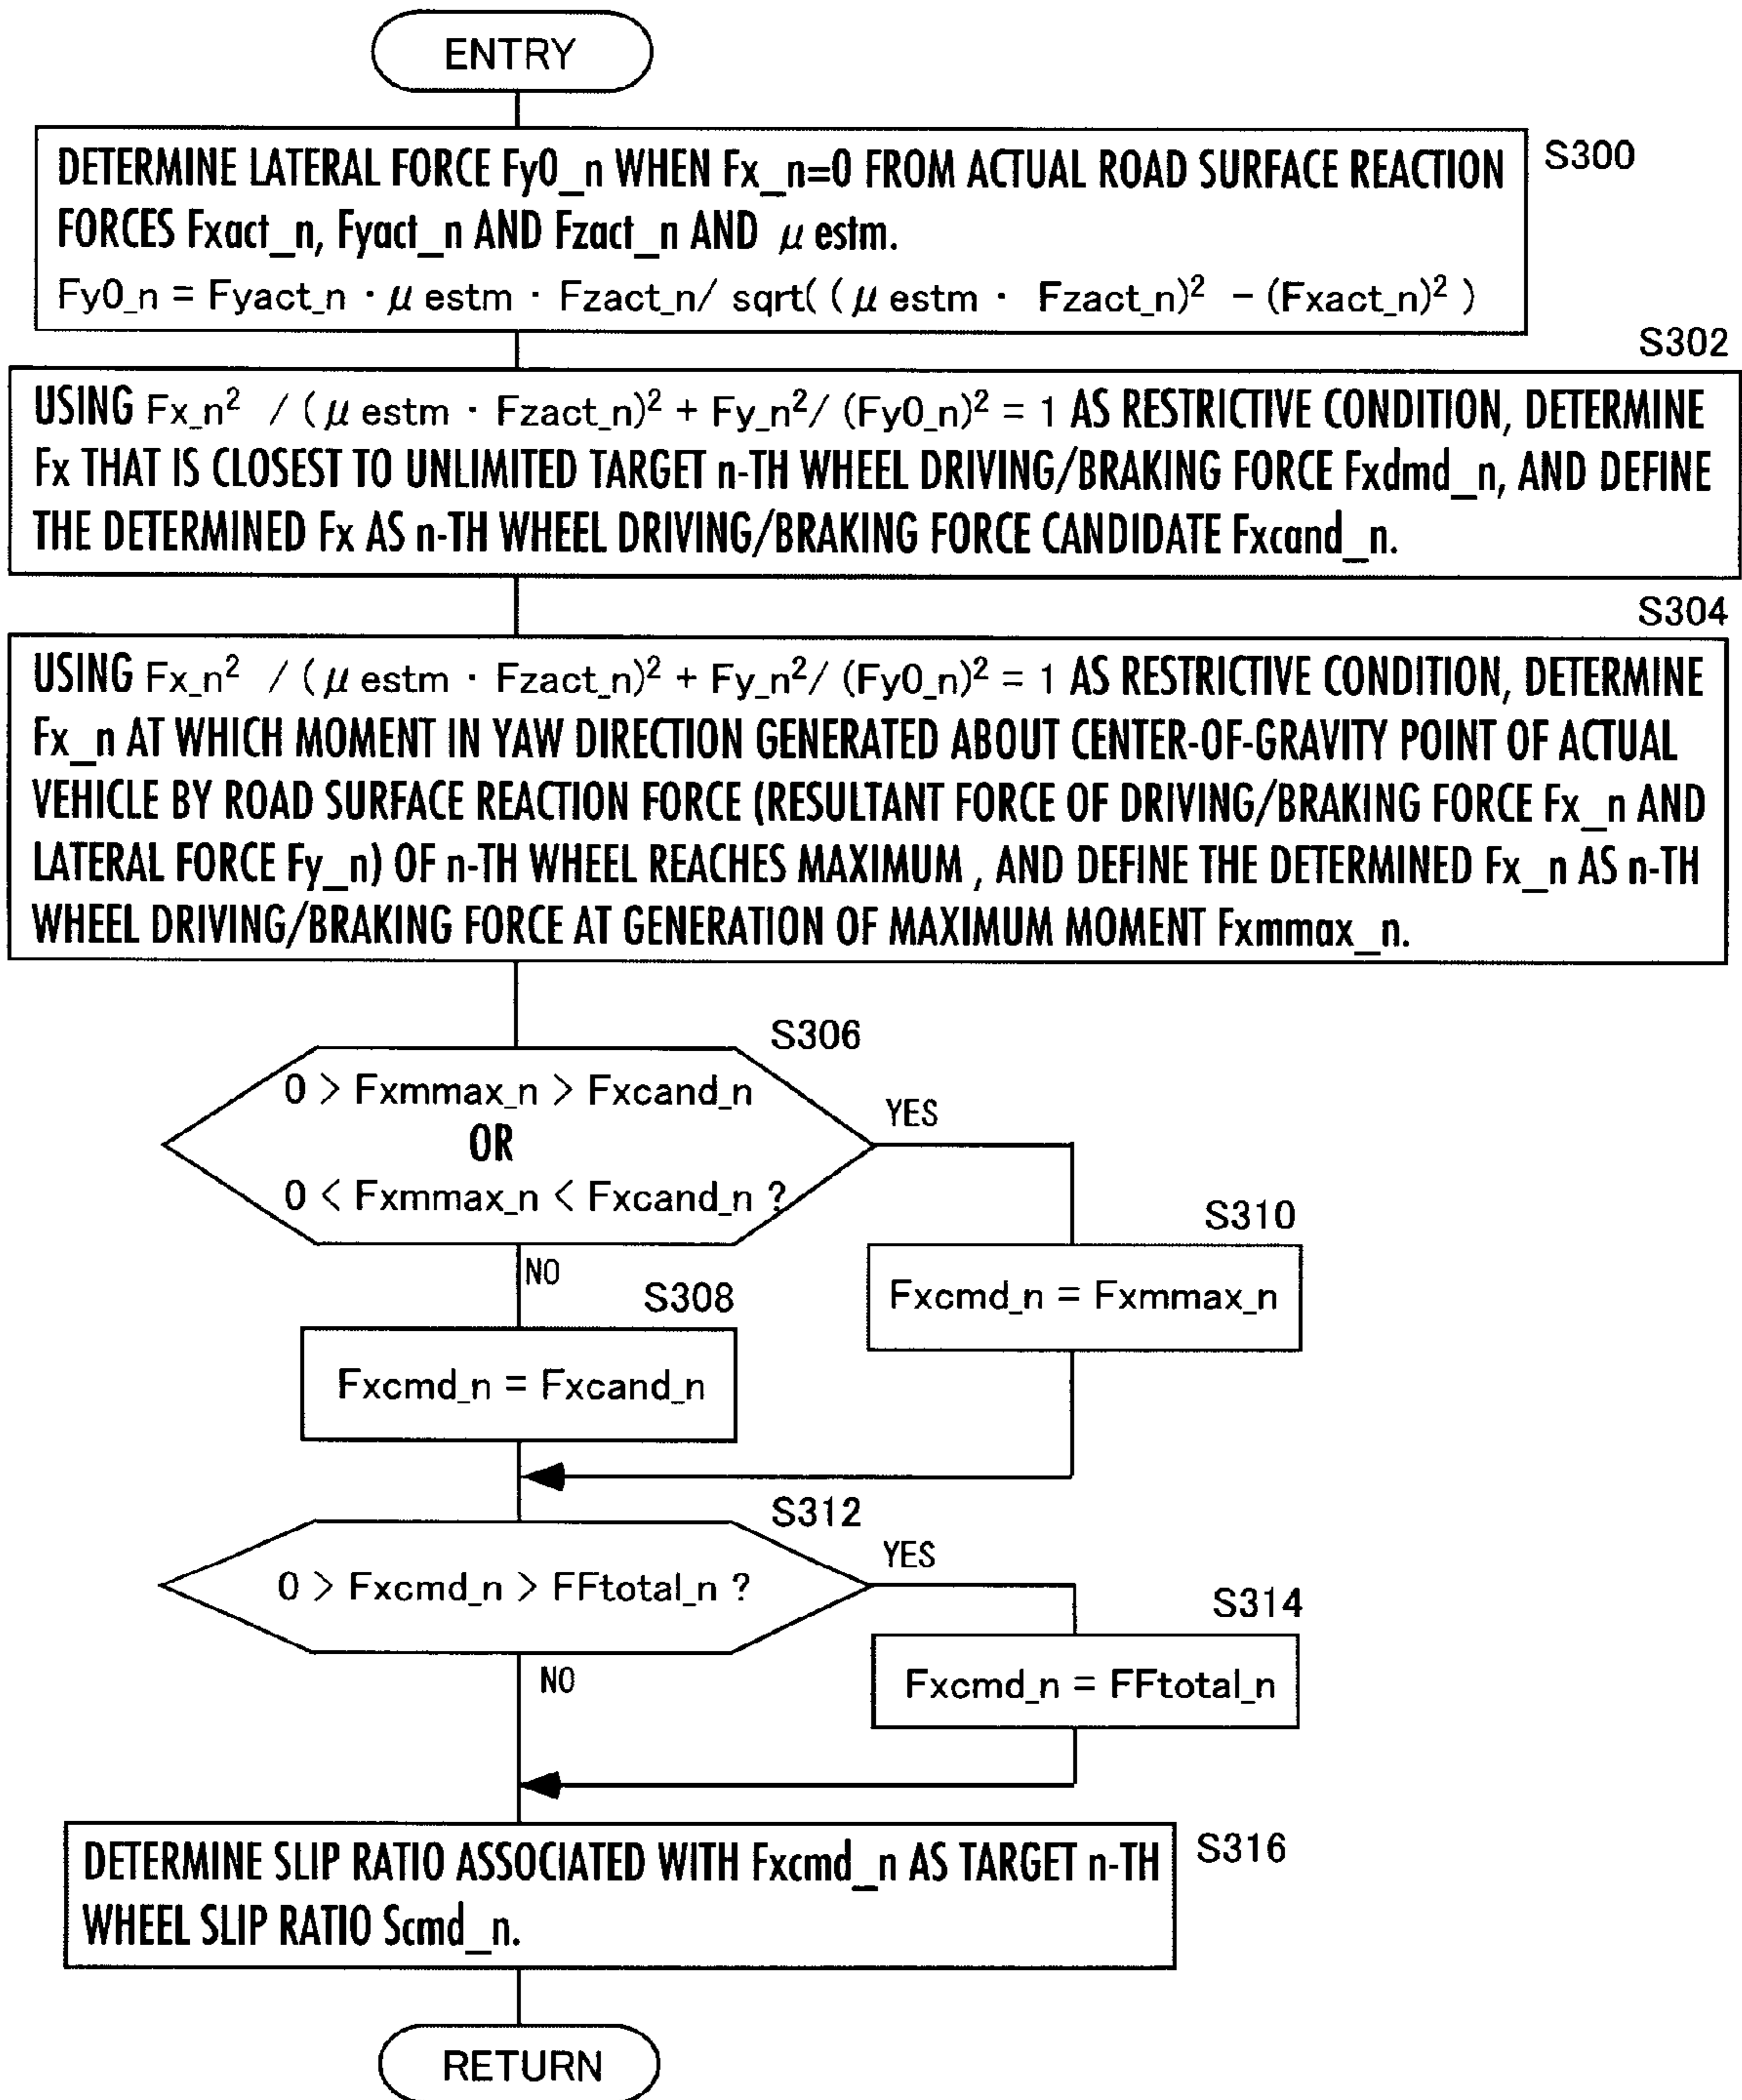 ENTRY
S300
DETERMINE LATERAL FORCE Fy0_n WHEN Fx_n=0 FROM ACTUAL ROAD SURFACE REACTION
FORCES Fxact_n, Fyact_n AND Fzact_n AND μ estm.
Fy0_n = Fyact_n · μ estm · Fzact_n/ sqrt( ( μ estm · Fzact_n)² − (Fxact_n)² )
S302
USING Fx_n² / ( μ estm · Fzact_n)² + Fy_n²/ (Fy0_n)² = 1 AS RESTRICTIVE CONDITION, DETERMINE
Fx THAT IS CLOSEST TO UNLIMITED TARGET n-TH WHEEL DRIVING/BRAKING FORCE Fxdmd_n, AND DEFINE
THE DETERMINED Fx AS n-TH WHEEL DRIVING/BRAKING FORCE CANDIDATE Fxcand_n.
S304
USING Fx_n² / ( μ estm · Fzact_n)² + Fy_n²/ (Fy0_n)² = 1 AS RESTRICTIVE CONDITION, DETERMINE
Fx_n AT WHICH MOMENT IN YAW DIRECTION GENERATED ABOUT CENTER-OF-GRAVITY POINT OF ACTUAL
VEHICLE BY ROAD SURFACE REACTION FORCE (RESULTANT FORCE OF DRIVING/BRAKING FORCE Fx_n AND
LATERAL FORCE Fy_n) OF n-TH WHEEL REACHES MAXIMUM , AND DEFINE THE DETERMINED Fx_n AS n-TH
WHEEL DRIVING/BRAKING FORCE AT GENERATION OF MAXIMUM MOMENT Fxmmax_n.
S306
0 > Fxmmax_n > Fxcand_n
OR
0 < Fxmmax_n < Fxcand_n ?
YES
NO
S310
Fxcmd_n = Fxmmax_n
S308
Fxcmd_n = Fxcand_n
S312
0 > Fxcmd_n > FFtotal_n ?
YES
NO
S314
Fxcmd_n = FFtotal_n
S316
DETERMINE SLIP RATIO ASSOCIATED WITH Fxcmd_n AS TARGET n-TH
WHEEL SLIP RATIO Scmd_n.
RETURN